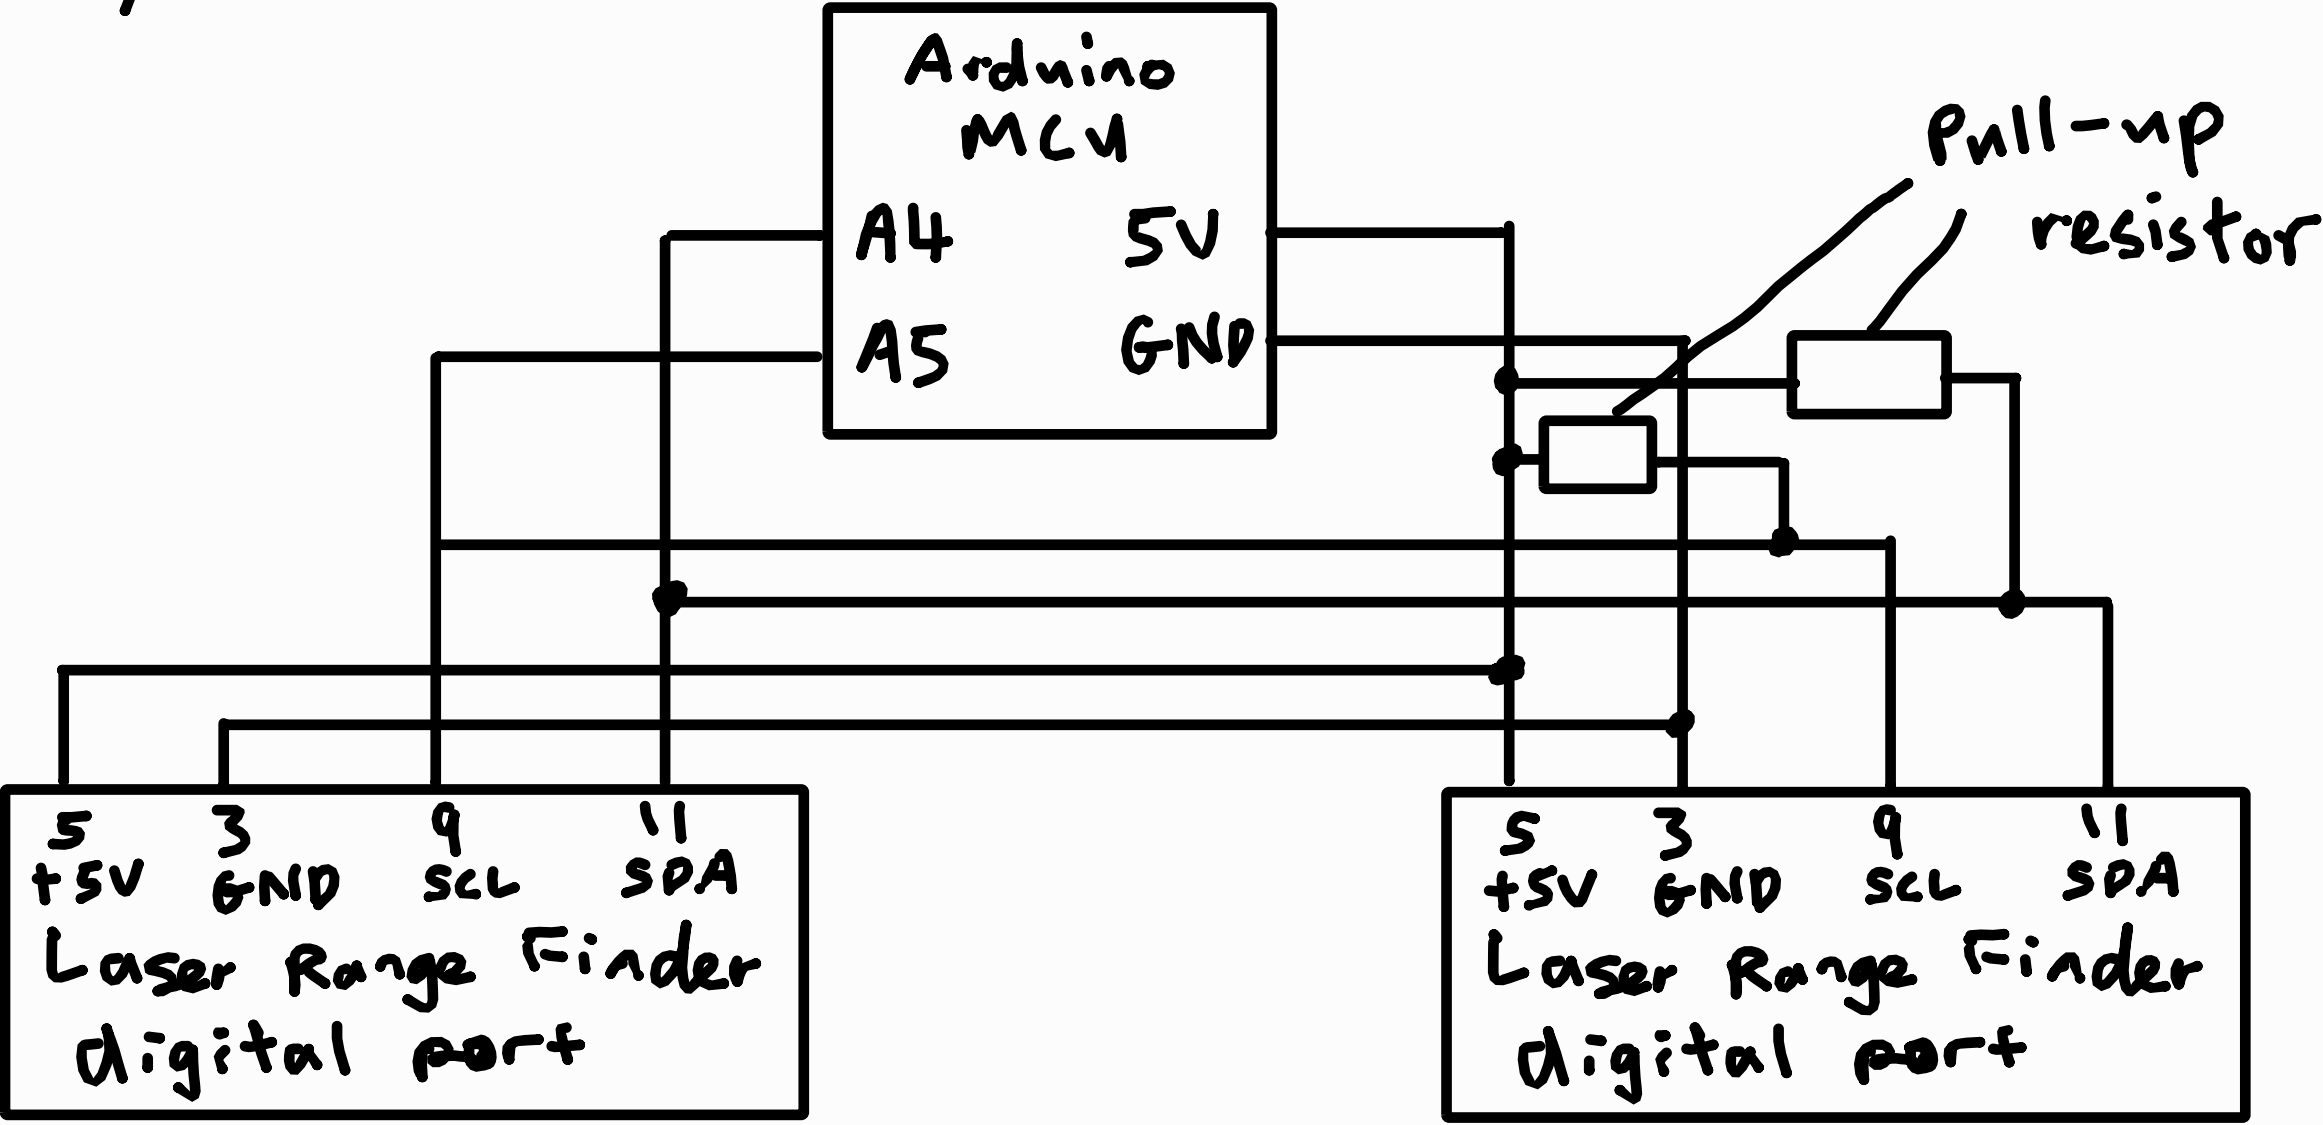 Arduino
MCU
A4 5V
A5 GND
Pull-up
resistor
5 3 9 11
+5V GND SCL SDA
Laser Range Finder
digital port
5 3 9 11
+5V GND SCL SDA
Laser Range Finder
digital port